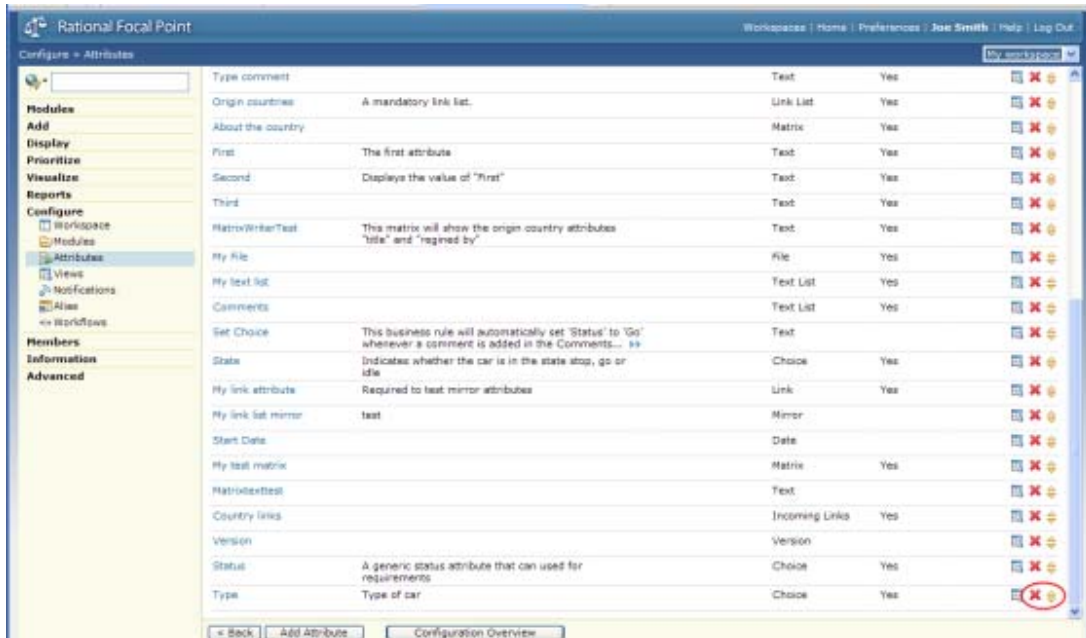 Rational Focal Point
Workspaces | Home | Preferences | Joe Smith | Help | Log Out
Configure > Attributes
My workspace
Modules
Add
Display
Prioritize
Visualize
Reports
Configure
Workspace
Modules
Attributes
Views
Notifications
Alias
Workflows
Members
Information
Advanced
Type comment Text Yes
Origin countries A mandatory link list. Link List Yes
About the country Matrix Yes
First The first attribute Text Yes
Second Displays the value of "First" Text Yes
Third Text Yes
MatrixWriterTest This matrix will show the origin country attributes Text Yes
"title" and "regined by"
My File File Yes
My text list Text List Yes
Comments Text List Yes
Set Choice This business rule will automatically set 'Status' to 'Go' Text
whenever a comment is added in the Comments...
State Indicates whether the car is in the state stop, go or Choice Yes
idle
My link attribute Required to test mirror attributes Link Yes
My link list mirror test Mirror
Start Date Date
My test matrix Matrix Yes
Matrixtexttest Text
Country links Incoming Links Yes
Version Version
Status A generic status attribute that can used for Choice Yes
requirements
Type Type of car Choice Yes
< Back Add Attribute Configuration Overview